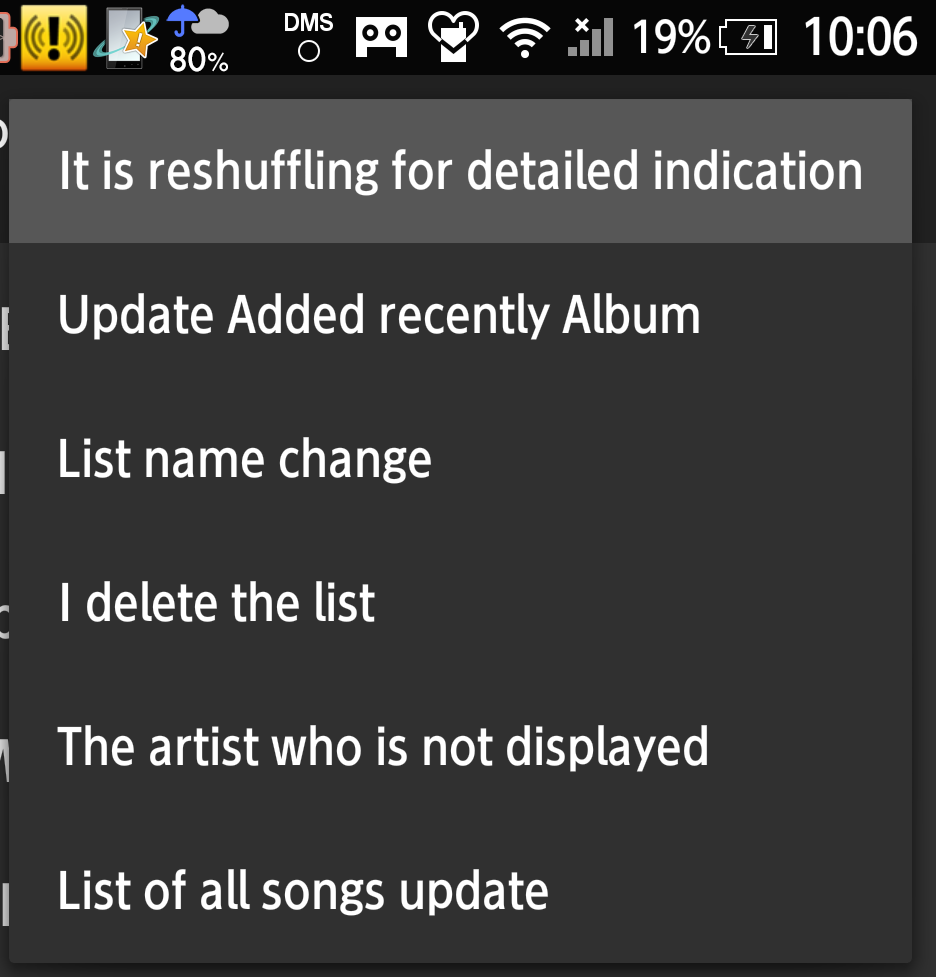 80%
DMS
19%
10:06
It is reshuffling for detailed indication
Update Added recently Album
List name change
I delete the list
The artist who is not displayed
List of all songs update